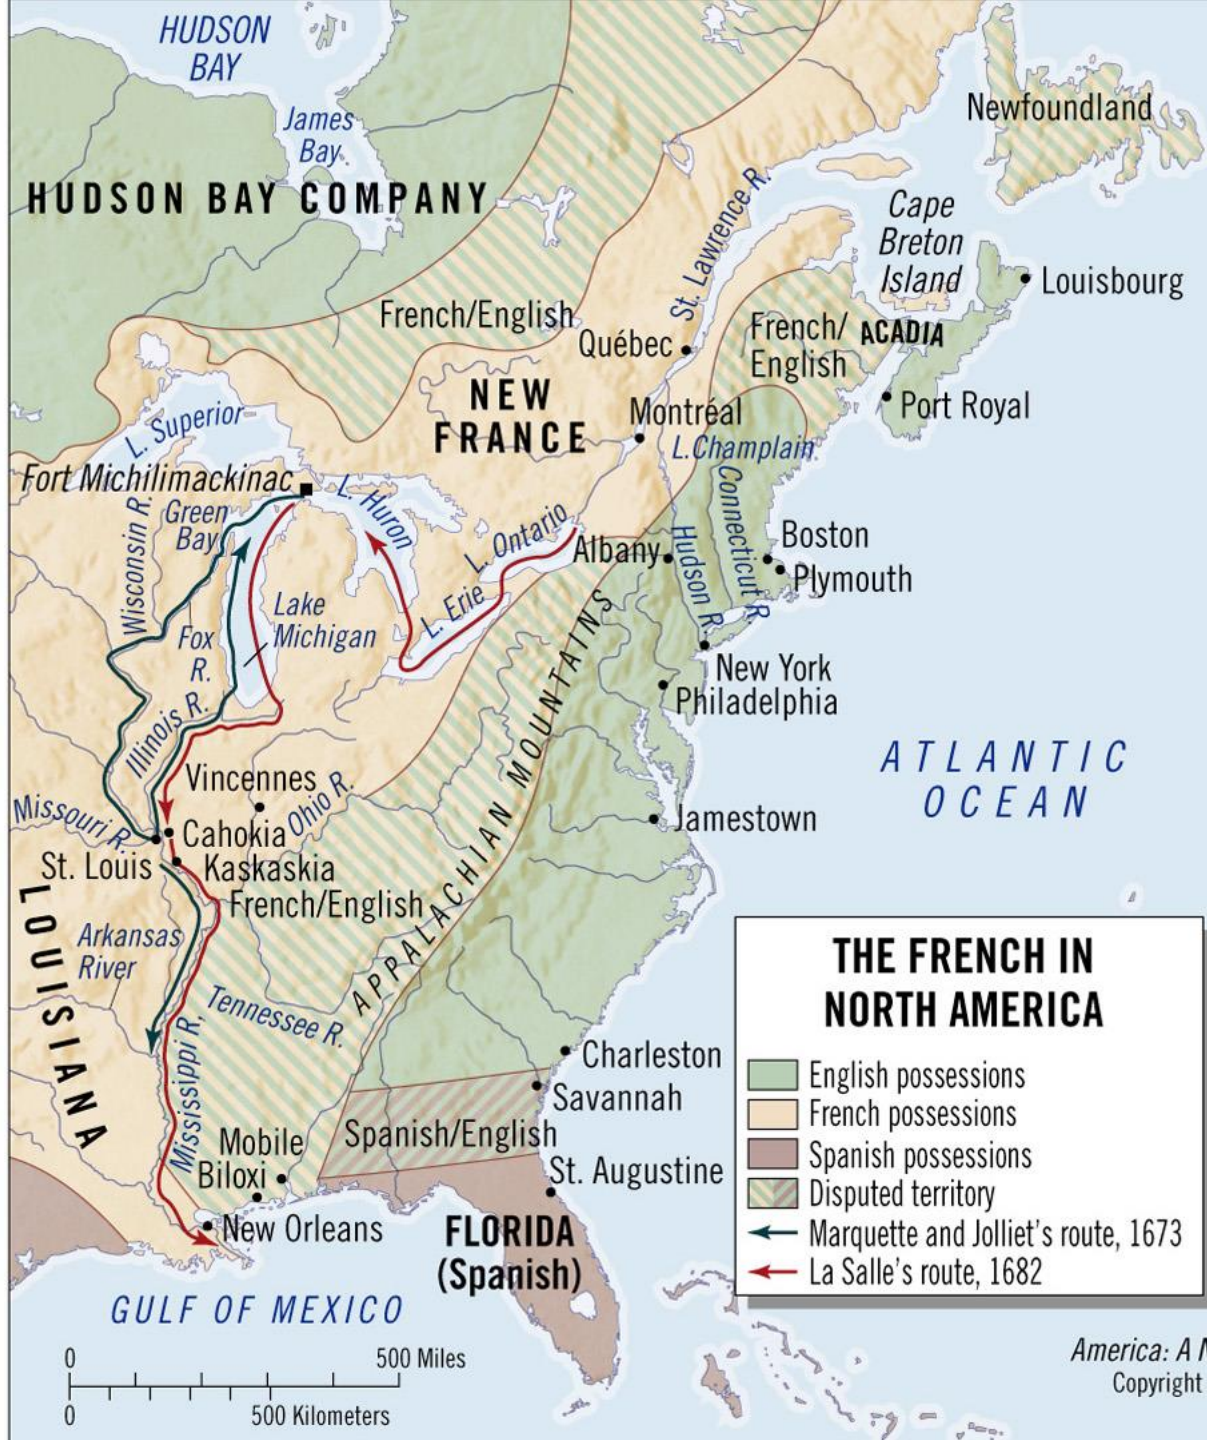 HUDSON
BAY
James
Bay
Newfoundland
HUDSON BAY COMPANY
St. Lawrence R.
Cape
Breton
Island
Louisbourg
French/English
Québec
French/
English
ACADIA
NEW
FRANCE
Montréal
Port Royal
L. Superior
L. Champlain
Fort Michilimackinac
L. Huron
Green
Bay
Wisconsin R.
Connecticut R.
L. Ontario
Albany
Hudson R.
Boston
Plymouth
L. Erie
Lake
Michigan
Fox
R.
New York
Philadelphia
APPALACHIAN MOUNTAINS
Illinois R.
Vincennes
Ohio R.
ATLANTIC
OCEAN
Missouri R.
Cahokia
Jamestown
St. Louis
Kaskaskia
LOUISIANA
French/English
Arkansas
River
Tennessee R.
Mississippi R,
Charleston
Savannah
Spanish/English
Mobile
Biloxi
St. Augustine
New Orleans
FLORIDA
(Spanish)
GULF OF MEXICO
THE FRENCH IN
NORTH AMERICA
English possessions
French possessions
Spanish possessions
Disputed territory
Marquette and Jolliet's route, 1673
La Salle's route, 1682
0 500 Miles
0 500 Kilometers
America: A
Copyright